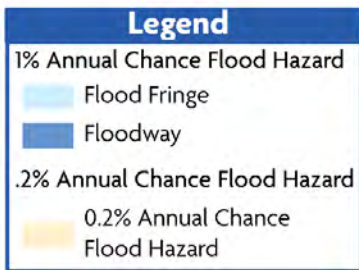 Legend
1% Annual Chance Flood Hazard
Flood Fringe
Floodway
.2% Annual Chance Flood Hazard
0.2% Annual Chance
Flood Hazard